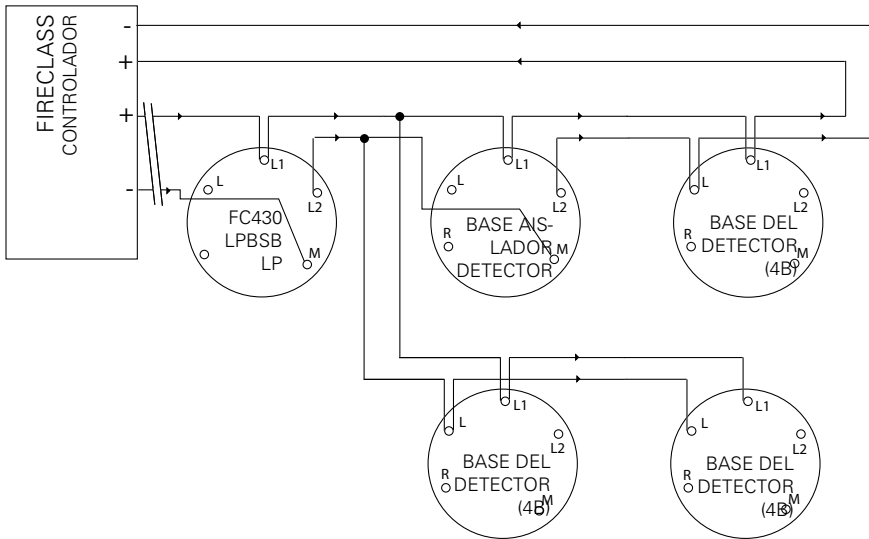 FIRECLASS
CONTROLADOR
-
+
+
-
L1
L
L2
FC430
LPBSB
LP
M
L1
L
L2
R
BASE AIS-
LADOR
DETECTOR
M
L1
L
L2
R
BASE DEL
DETECTOR
(4B)
M
L1
L
L2
R
BASE DEL
DETECTOR
(4B)
M
L1
L
L2
R
BASE DEL
DETECTOR
(4B)
M